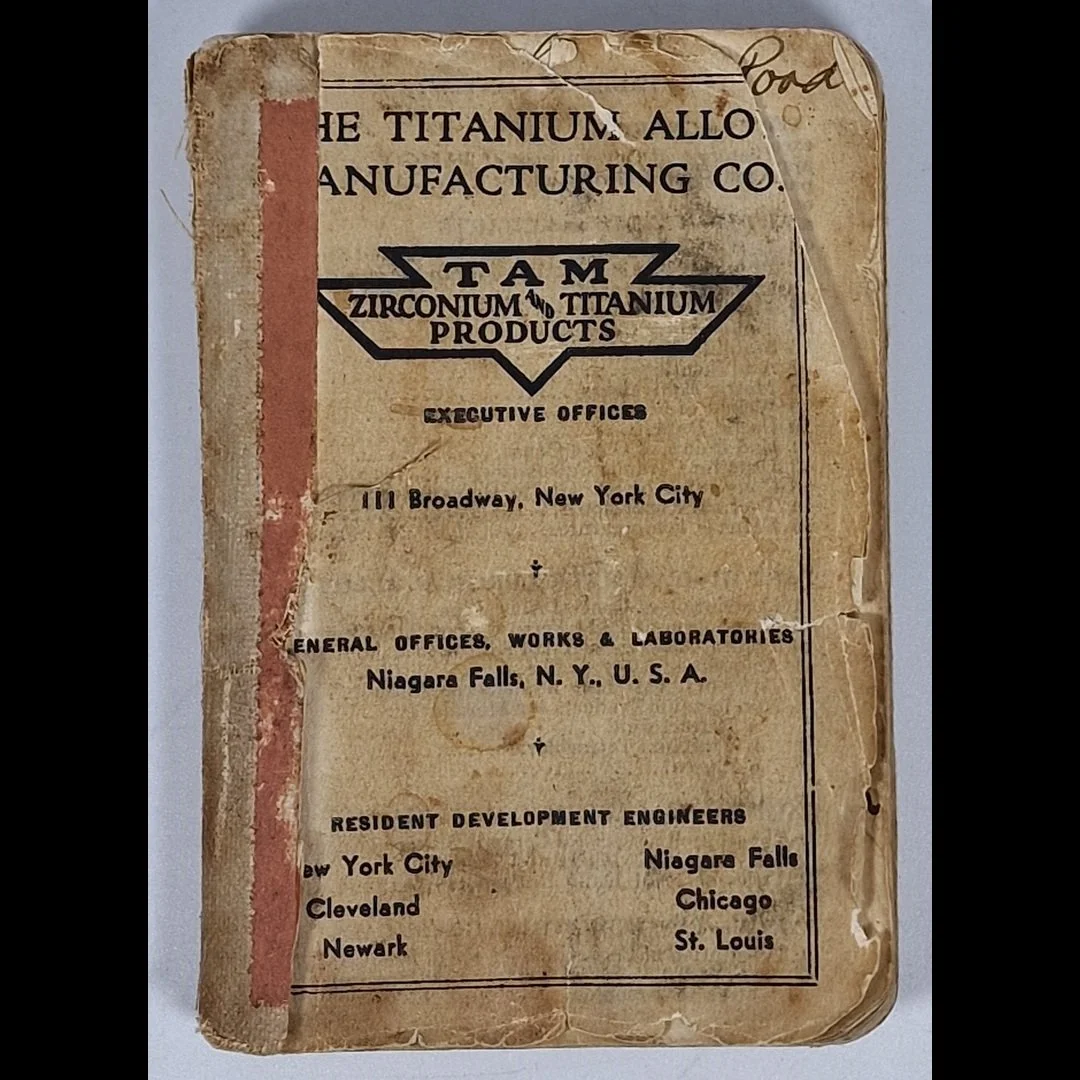 Poad
HE TITANIUM ALLO
ANUFACTURING CO.
TAM
ZIRCONIUM AND TITANIUM
PRODUCTS
EXECUTIVE OFFICES
111 Broadway, New York City
ENERAL OFFICES, WORKS & LABORATORIES
Niagara Falls, N. Y., U. S. A.
RESIDENT DEVELOPMENT ENGINEERS
ew York City Niagara Falls
Cleveland Chicago
Newark St. Louis